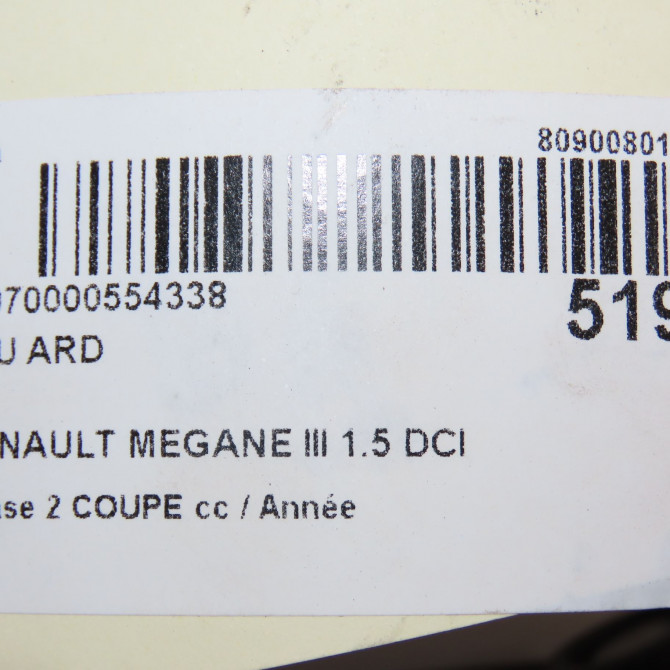 80900801
070000554338
519
U ARD
NAULT MEGANE III 1.5 DCI
ase 2 COUPE cc / Année